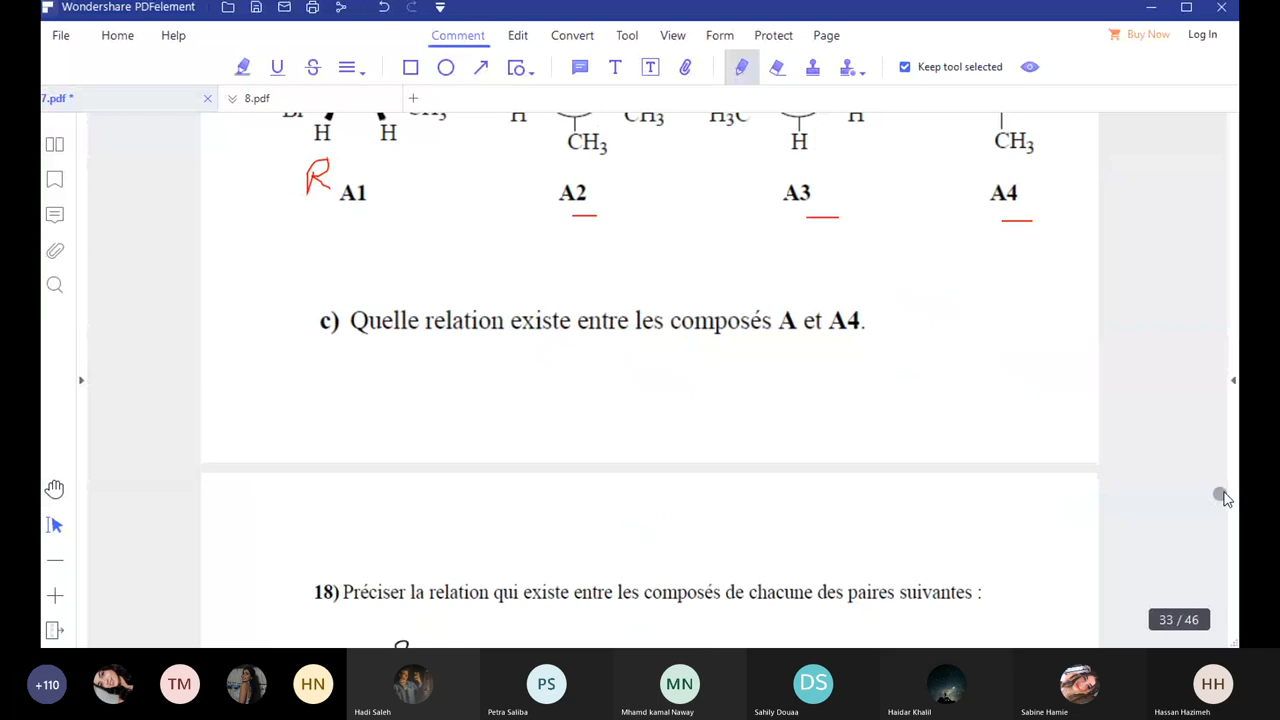 Wondershare PDFelement
File Home Help Comment Edit Convert Tool View Form Protect Page Buy Now Log In
Keep tool selected
7.pdf * 8.pdf
H H H CH3 H3C H
CH3 H CH3
R
A1 A2 A3 A4
c) Quelle relation existe entre les composés A et A4.
18) Préciser la relation qui existe entre les composés de chacune des paires suivantes :
33 / 46
+110 TM HN PS MN DS HH
Hadi Saleh Petra Saliba Mhamd kamal Naway Sahily Douaa Haidar Khalil Sabine Hamie Hassan Hazimeh